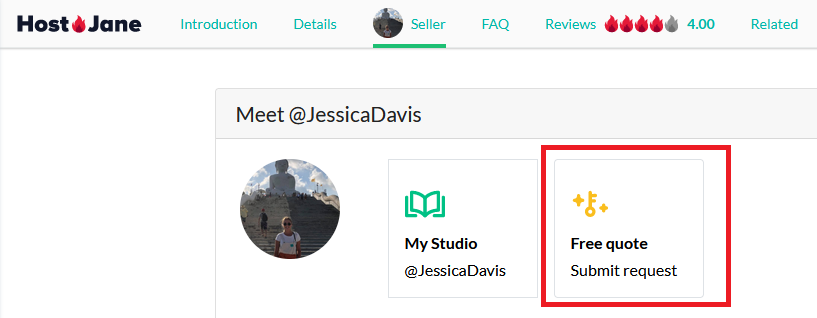 Host Jane Introduction Details Seller FAQ Reviews 4.00 Related
Meet @JessicaDavis
My Studio
@JessicaDavis
Free quote
Submit request